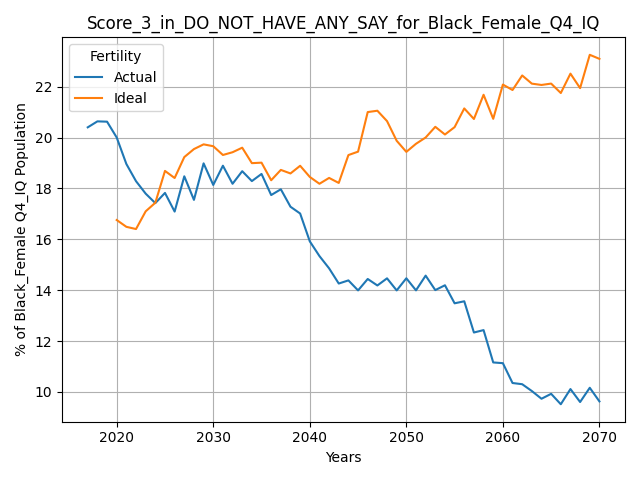 Score_3_in_DO_NOT_HAVE_ANY_SAY_for_Black_Female_Q4_IQ
Fertility
Actual
Ideal
% of Black_Female Q4_IQ Population
22
20
18
16
14
12
10
2020 2030 2040 2050 2060 2070
Years